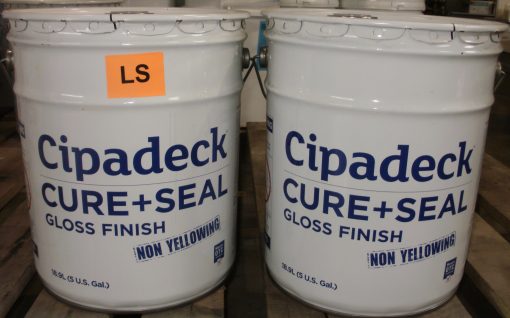 LS
Cipadeck™
CURE+SEAL
GLOSS FINISH
NON YELLOWING
18.9L (5 U.S. Gal.)
Cipadeck
CURE+SEAL
GLOSS FINISH
NON YELLOWING
18.9L (5 U.S. Gal.)